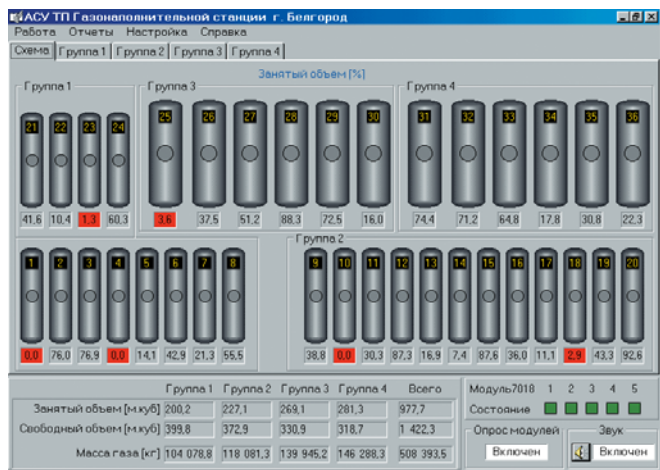 АСУ ТП Газонаполнительной станции г. Белгород
Работа Отчеты Настройка Справка
Схема Группа 1 Группа 2 Группа 3 Группа 4
Занятый объем [%]
Группа 1 Группа 3 Группа 4
21 22 23 24 25 26 27 28 29 30 31 32 33 34 35 36
41,6 10,4 1,3 60,3 3,6 37,5 51,2 88,3 72,5 16,0 74,4 71,2 64,8 17,8 30,8 22,3
Группа 2
1 2 3 4 5 6 7 8 9 10 11 12 13 14 15 16 17 18 19 20
0,0 76,0 76,9 0,0 14,1 42,9 21,3 55,5 38,8 0,0 30,3 87,3 16,9 7,4 87,6 36,0 11,1 2,9 43,3 92,6
Группа 1 Группа 2 Группа 3 Группа 4 Всего
Занятый объем [м.куб] 200,2 227,1 269,1 281,3 977,7
Свободный объем [м.куб] 399,8 372,9 330,9 318,7 1 422,3
Масса газа [кг] 104 078,8 118 081,3 139 945,2 146 288,3 508 393,5
Модуль7018 1 2 3 4 5
Состояние
Опрос модулей Звук
Включен Включен